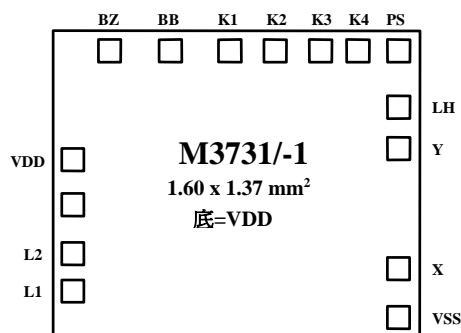 BZ BB K1 K2 K3 K4 PS
LH
VDD M3731/-1 Y
1.60 x 1.37 mm²
底=VDD
L2 X
L1
VSS